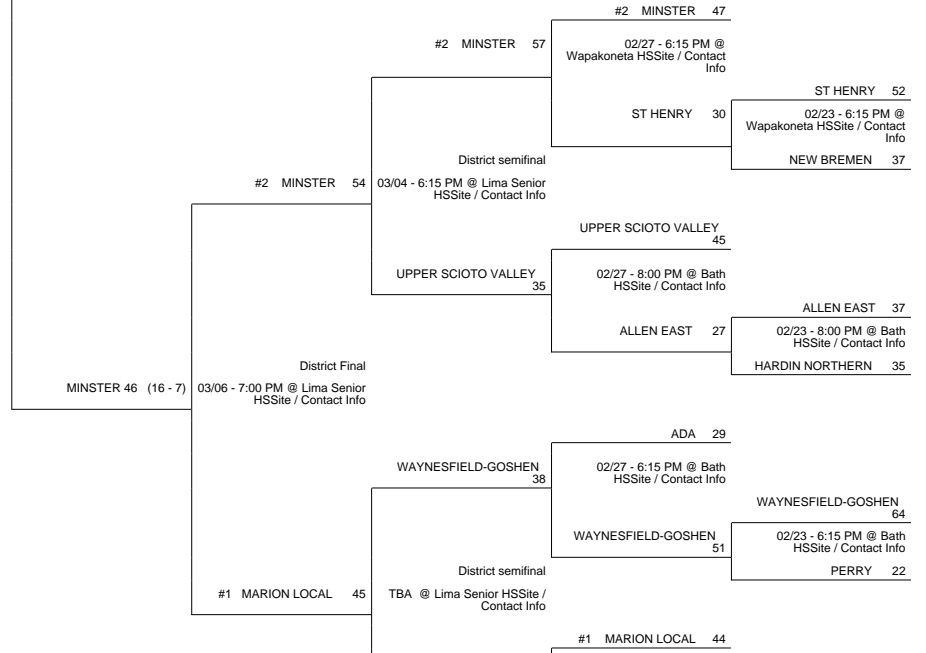 #2 MINSTER 47
#2 MINSTER 57
02/27 - 6:15 PM @
Wapakoneta HSSite / Contact
Info
ST HENRY 52
ST HENRY 30
02/23 - 6:15 PM @
Wapakoneta HSSite / Contact
Info
NEW BREMEN 37
District semifinal
#2 MINSTER 54
03/04 - 6:15 PM @ Lima Senior
HSSite / Contact Info
UPPER SCIOTO VALLEY
45
UPPER SCIOTO VALLEY
35
02/27 - 8:00 PM @ Bath
HSSite / Contact Info
ALLEN EAST 37
ALLEN EAST 27
02/23 - 8:00 PM @ Bath
HSSite / Contact Info
HARDIN NORTHERN 35
District Final
MINSTER 46 (16 - 7)
03/06 - 7:00 PM @ Lima Senior
HSSite / Contact Info
ADA 29
WAYNESFIELD-GOSHEN
38
02/27 - 6:15 PM @ Bath
HSSite / Contact Info
WAYNESFIELD-GOSHEN
64
WAYNESFIELD-GOSHEN
51
02/23 - 6:15 PM @ Bath
HSSite / Contact Info
PERRY 22
District semifinal
#1 MARION LOCAL 45
TBA @ Lima Senior HSSite /
Contact Info
#1 MARION LOCAL 44